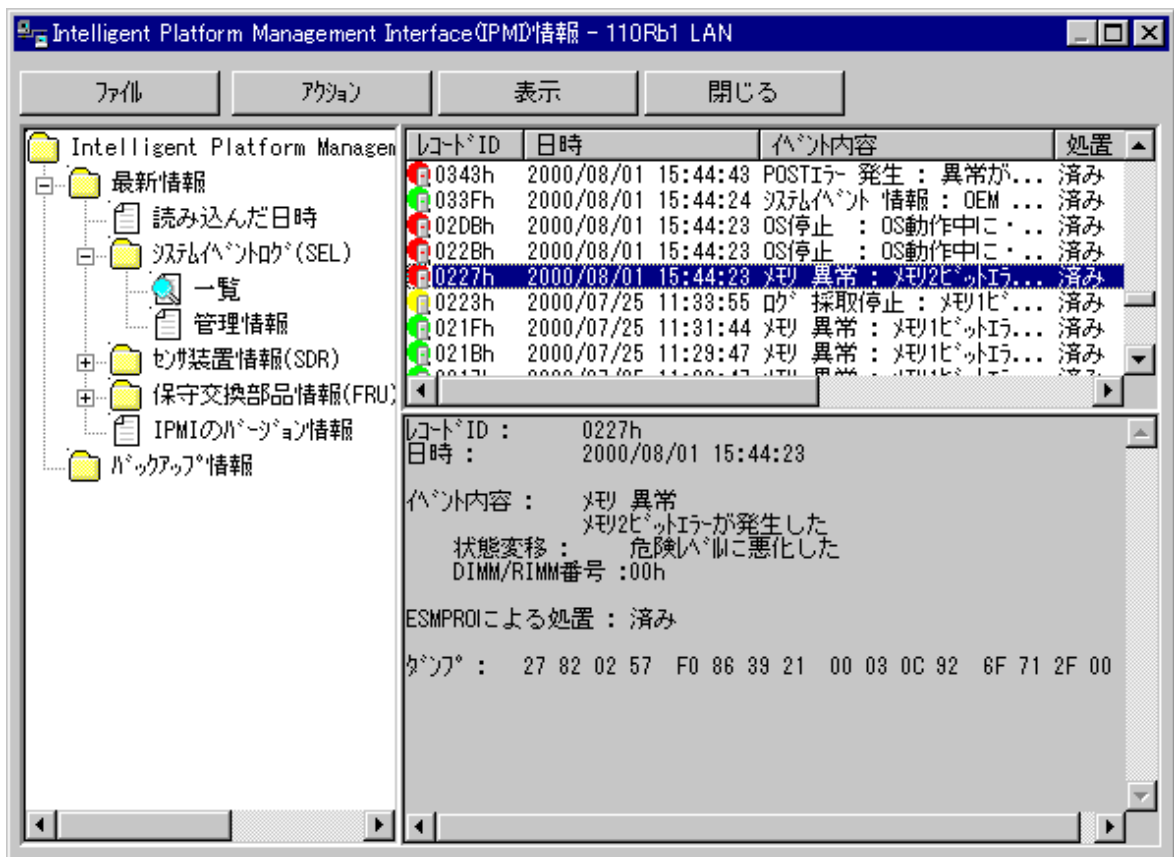 Intelligent Platform Management Interface(IPMI)情報 - 110Rb1 LAN
ﾌｧｲﾙ ｱｸｼｮﾝ 表示 閉じる
Intelligent Platform Managem
最新情報
読み込んだ日時
ｼｽﾃﾑｲﾍﾞﾝﾄﾛｸﾞ(SEL)
一覧
管理情報
ｾﾝｻ装置情報(SDR)
保守交換部品情報(FRU)
IPMIのﾊﾞｰｼﾞｮﾝ情報
ﾊﾞｯｸｱｯﾌﾟ情報
ﾚｺｰﾄﾞID 日時 ｲﾍﾞﾝﾄ内容 処置
0343h 2000/08/01 15:44:43 POSTｴﾗｰ 発生 : 異常が... 済み
033Fh 2000/08/01 15:44:24 ｼｽﾃﾑｲﾍﾞﾝﾄ 情報 : OEM ... 済み
02DBh 2000/08/01 15:44:23 OS停止 : OS動作中に・.. 済み
022Bh 2000/08/01 15:44:23 OS停止 : OS動作中に・.. 済み
0227h 2000/08/01 15:44:23 ﾒﾓﾘ 異常 : ﾒﾓﾘ2ﾋﾞｯﾄｴﾗ... 済み
0223h 2000/07/25 11:33:55 ﾛｸﾞ 採取停止 : ﾒﾓﾘ1ﾋﾞ... 済み
021Fh 2000/07/25 11:31:44 ﾒﾓﾘ 異常 : ﾒﾓﾘ1ﾋﾞｯﾄｴﾗ... 済み
021Bh 2000/07/25 11:29:47 ﾒﾓﾘ 異常 : ﾒﾓﾘ1ﾋﾞｯﾄｴﾗ... 済み
ﾚｺｰﾄﾞID : 0227h
日時 : 2000/08/01 15:44:23
ｲﾍﾞﾝﾄ内容 : ﾒﾓﾘ 異常
ﾒﾓﾘ2ﾋﾞｯﾄｴﾗｰが発生した
状態変移 : 危険ﾚﾍﾞﾙに悪化した
DIMM/RIMM番号 :00h
ESMPROによる処置 : 済み
ﾀﾞﾝﾌﾟ : 27 82 02 57 F0 86 39 21 00 03 0C 92 6F 71 2F 00